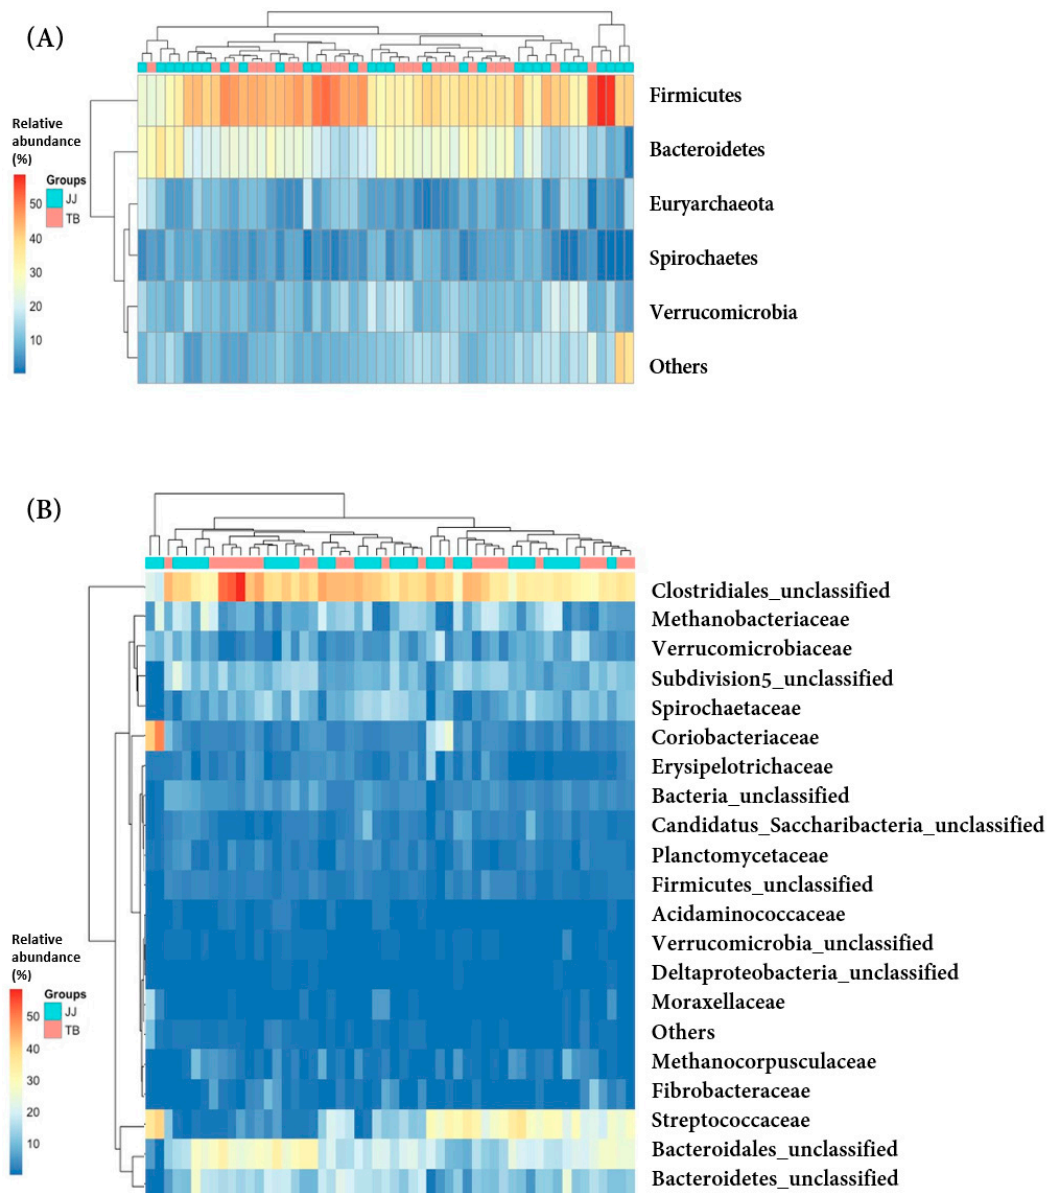 (A)
Firmicutes
Bacteroidetes
Euryarchaeota
Spirochaetes
Verrucomicrobia
Others
Relative
abundance
(%)
Groups
JJ
TB
50
40
30
20
10
(B)
Clostridiales_unclassified
Methanobacteriaceae
Verrucomicrobiaceae
Subdivision5_unclassified
Spirochaetaceae
Coriobacteriaceae
Erysipelotrichaceae
Bacteria_unclassified
Candidatus_Saccharibacteria_unclassified
Planctomycetaceae
Firmicutes_unclassified
Acidaminococcaceae
Verrucomicrobia_unclassified
Deltaproteobacteria_unclassified
Moraxellaceae
Others
Methanocorpusculaceae
Fibrobacteraceae
Streptococcaceae
Bacteroidales_unclassified
Bacteroidetes_unclassified
Relative
abundance
(%)
Groups
JJ
TB
50
40
30
20
10